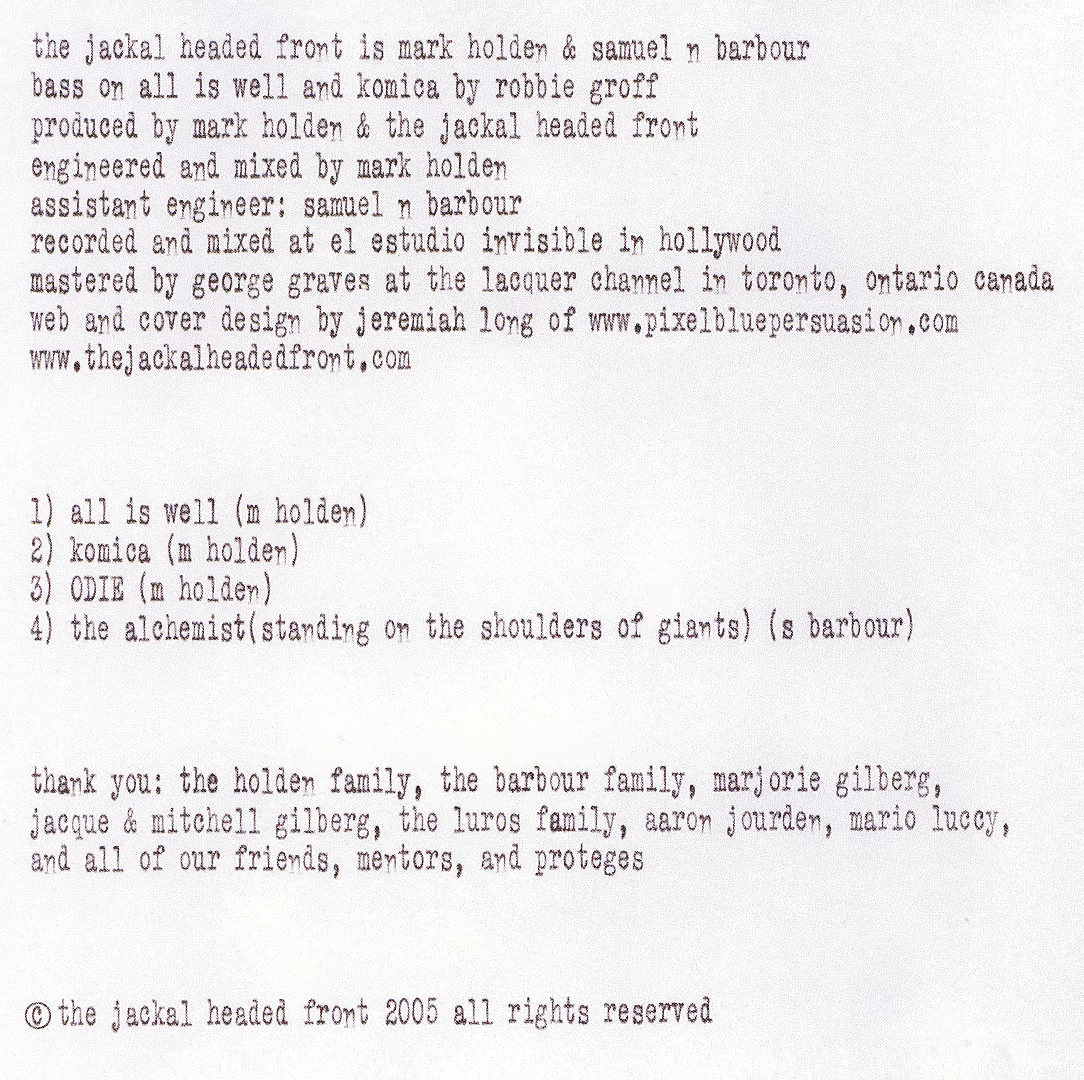 the jackal headed front is mark holden & samuel n barbour
bass on all is well and komica by robbie groff
produced by mark holden & the jackal headed front
engineered and mixed by mark holden
assistant engineer: samuel n barbour
recorded and mixed at el estudio invisible in hollywood
mastered by george graves at the lacquer channel in toronto, ontario canada
web and cover design by jeremiah long of www.pixelbluepersuasion.com
www.thejackalheadedfront.com
1) all is well (m holden)
2) komica (m holden)
3) ODIE (m holden)
4) the alchemist(standing on the shoulders of giants) (s barbour)
thank you: the holden family, the barbour family, marjorie gilberg,
jacque & mitchell gilberg, the luros family, aaron jourden, mario luccy,
and all of our friends, mentors, and proteges
© the jackal headed front 2005 all rights reserved